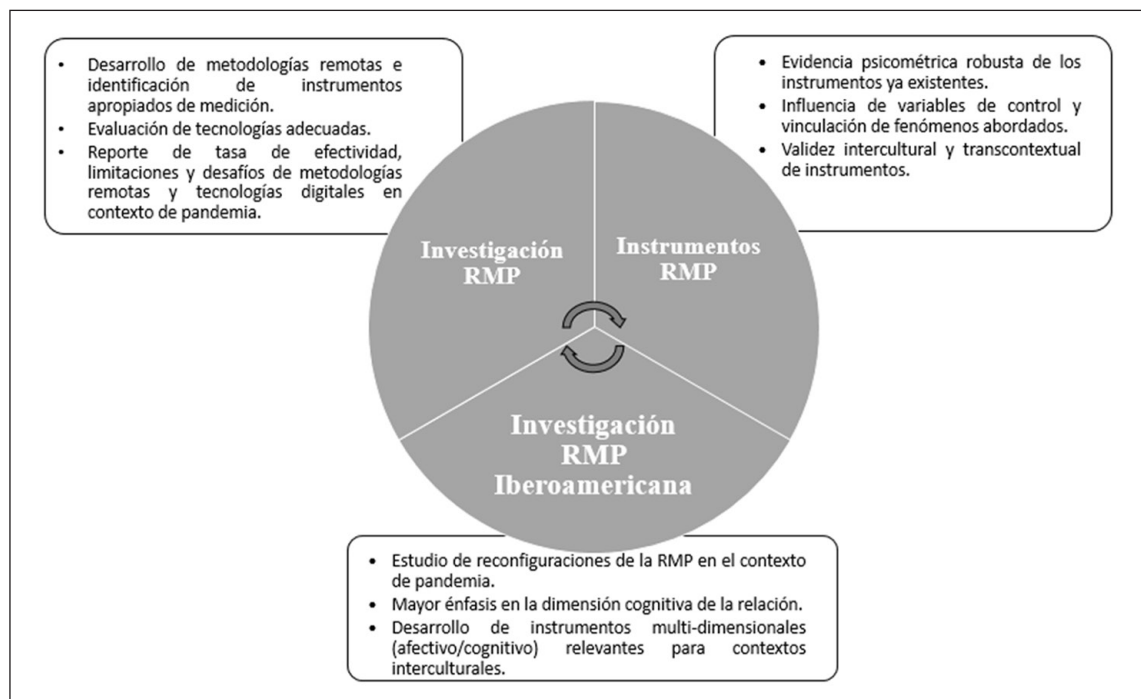 • Desarrollo de metodologías remotas e
identificación de instrumentos
apropiados de medición.
• Evaluación de tecnologías adecuadas.
• Reporte de tasa de efectividad,
limitaciones y desafíos de metodologías
remotas y tecnologías digitales en
contexto de pandemia.
• Evidencia psicométrica robusta de los
instrumentos ya existentes.
• Influencia de variables de control y
vinculación de fenómenos abordados.
• Validez intercultural y transcontextual
de instrumentos.
Investigación
RMP
Instrumentos
RMP
Investigación
RMP
Iberoamericana
• Estudio de reconfiguraciones de la RMP en el contexto
de pandemia.
• Mayor énfasis en la dimensión cognitiva de la relación.
• Desarrollo de instrumentos multi-dimensionales
(afectivo/cognitivo) relevantes para contextos
interculturales.